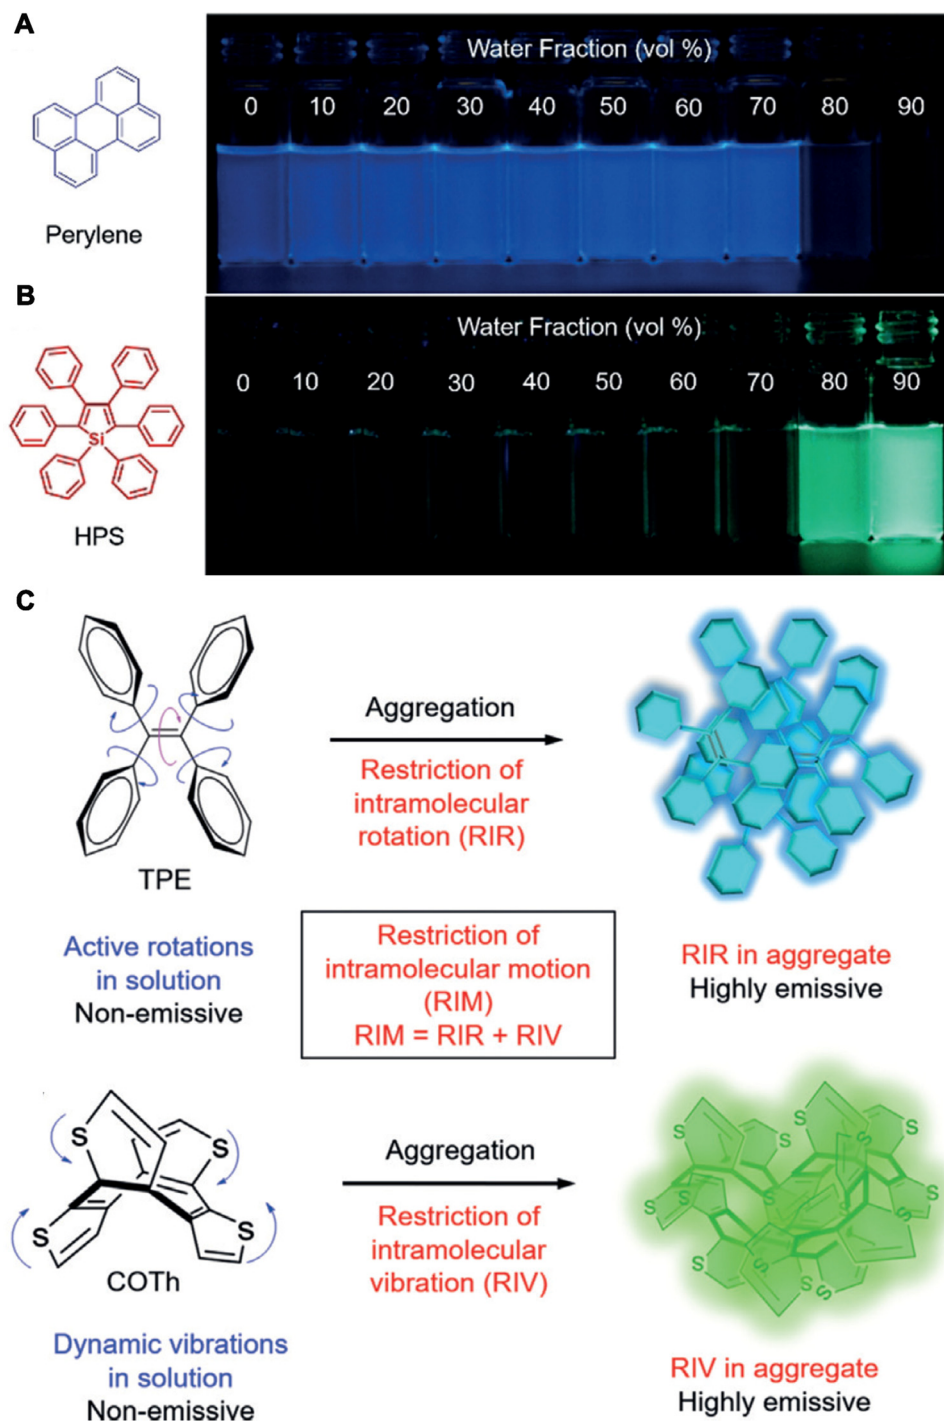 A
Water Fraction (vol %)
0 10 20 30 40 50 60 70 80 90
Perylene
B
Water Fraction (vol %)
0 10 20 30 40 50 60 70 80 90
Si
HPS
C
Aggregation
Restriction of
intramolecular
rotation (RIR)
TPE
Active rotations
in solution
Non-emissive
Restriction of
intramolecular motion
(RIM)
RIM = RIR + RIV
RIR in aggregate
Highly emissive
S S S S
COTh
Aggregation
Restriction of
intramolecular
vibration (RIV)
S S S S S S S S S S S S
Dynamic vibrations
in solution
Non-emissive
RIV in aggregate
Highly emissive